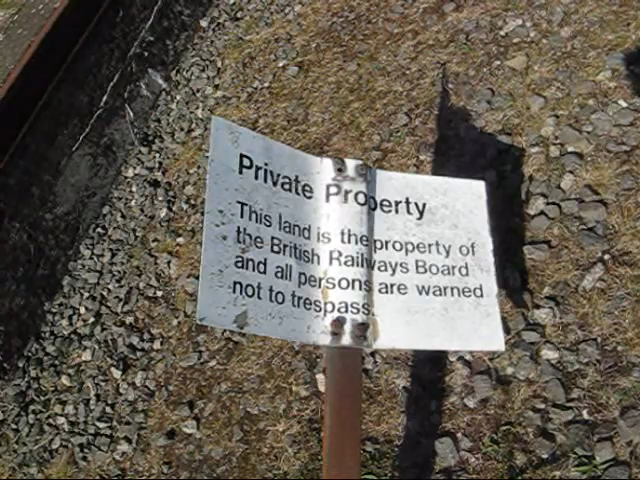 Private Property
This land is the property of
the British Railways Board
and all persons are warned
not to trespass.